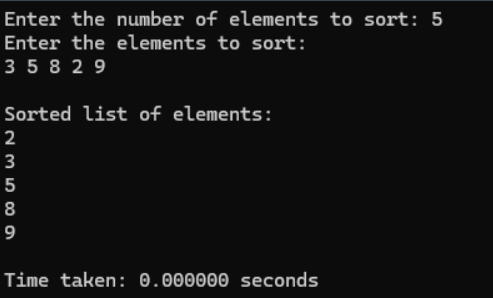 Enter the number of elements to sort: 5
Enter the elements to sort:
3 5 8 2 9
Sorted list of elements:
2
3
5
8
9
Time taken: 0.000000 seconds